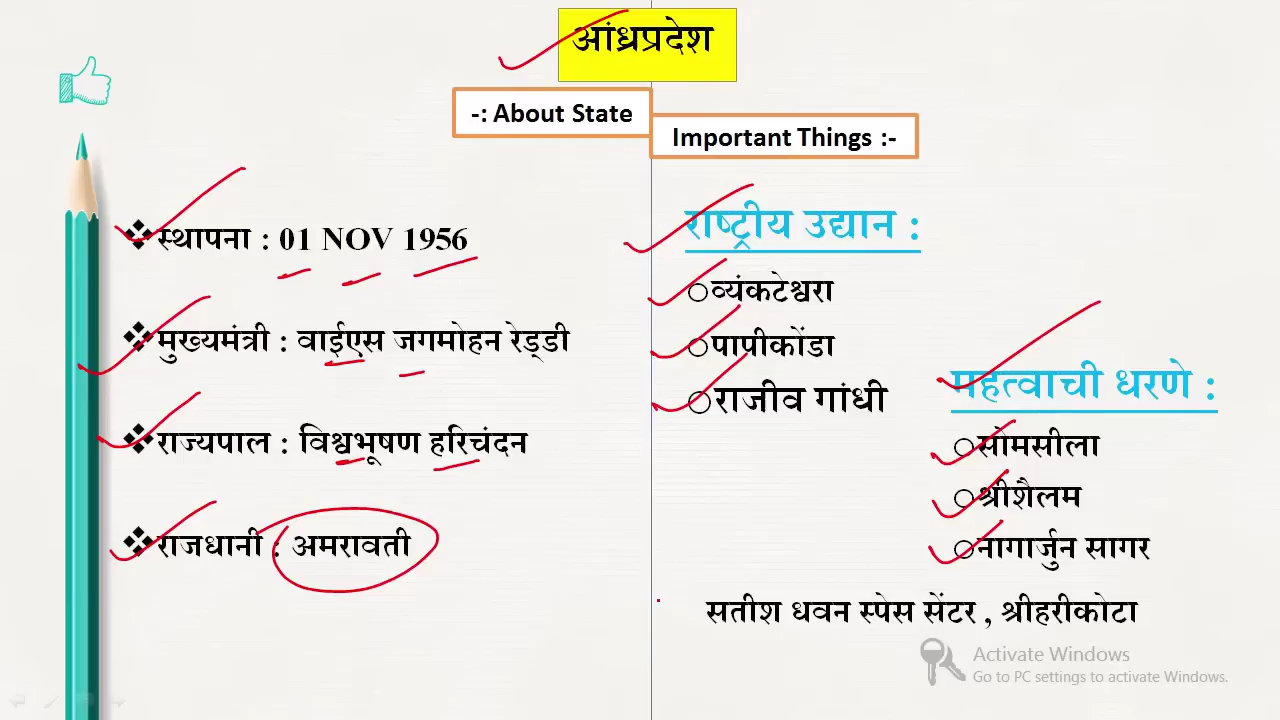 आंध्रप्रदेश
-: About State
Important Things :-
❖स्थापना : 01 NOV 1956
❖मुख्यमंत्री : वाईएस जगमोहन रेड्डी
❖राज्यपाल : विश्वभूषण हरिचंदन
❖राजधानी : अमरावती
राष्ट्रीय उद्यान :
○व्यंकटेश्वरा
○पापीकोंडा
○राजीव गांधी
महत्वाची धरणे :
○सोमसीला
○श्रीशैलम
○नागार्जुन सागर
सतीश धवन स्पेस सेंटर , श्रीहरीकोटा
Activate Windows
Go to PC settings to activate Windows.